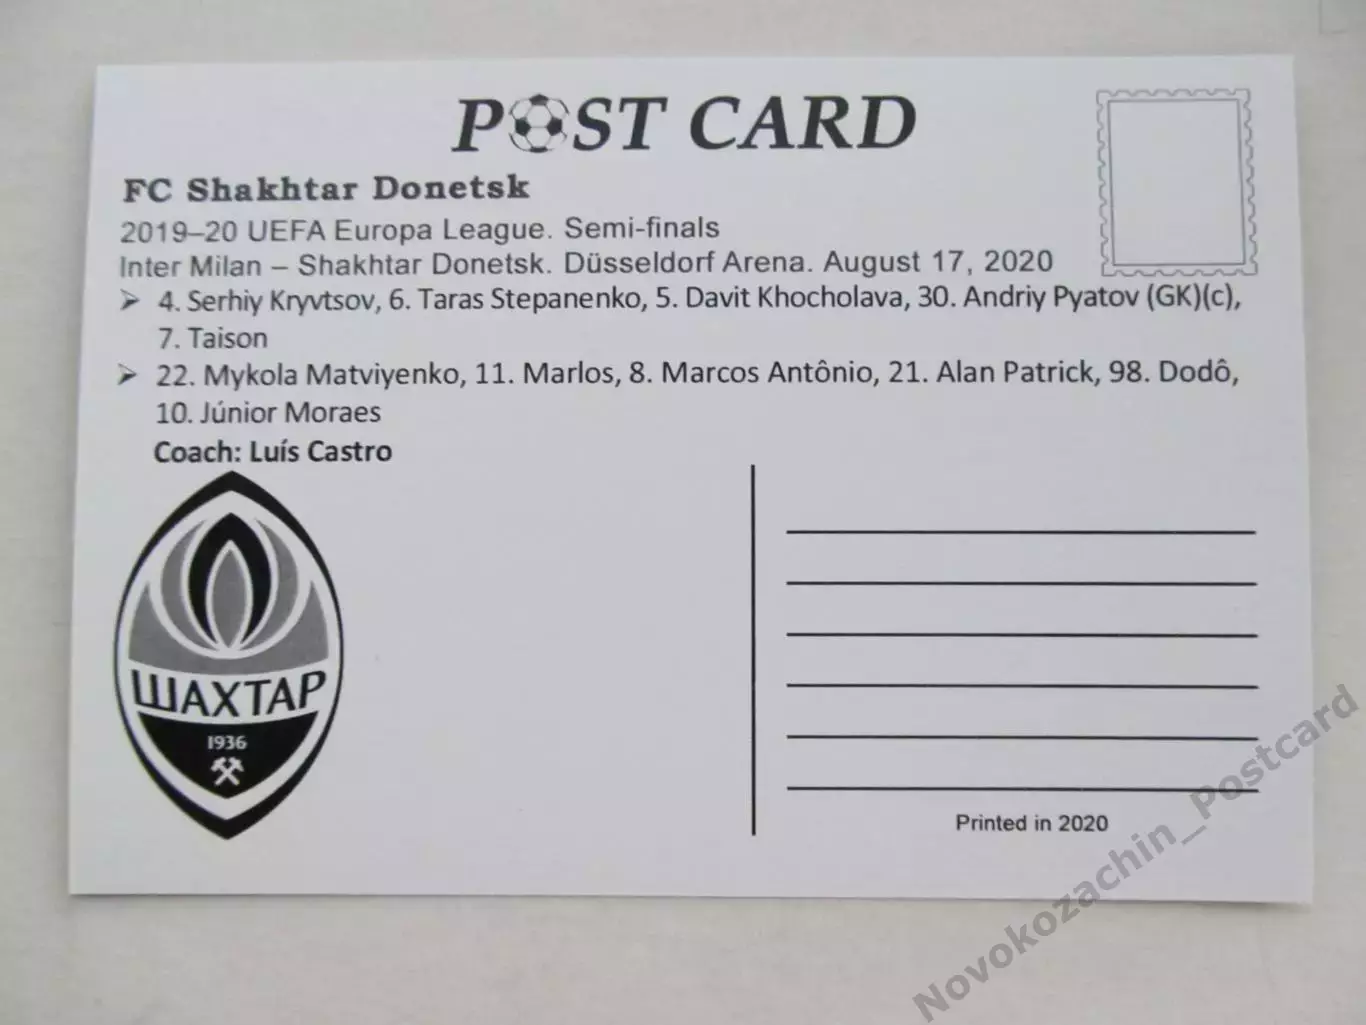 POST CARD
FC Shakhtar Donetsk
2019–20 UEFA Europa League. Semi-finals
Inter Milan – Shakhtar Donetsk. Düsseldorf Arena. August 17, 2020
➢ 4. Serhiy Kryvtsov, 6. Taras Stepanenko, 5. Davit Khocholava, 30. Andriy Pyatov (GK)(c),
7. Taison
➢ 22. Mykola Matviyenko, 11. Marlos, 8. Marcos Antônio, 21. Alan Patrick, 98. Dodô,
10. Júnior Moraes
Coach: Luís Castro
ШАХТАР
1936
Printed in 2020
Novokozachin_Postcard